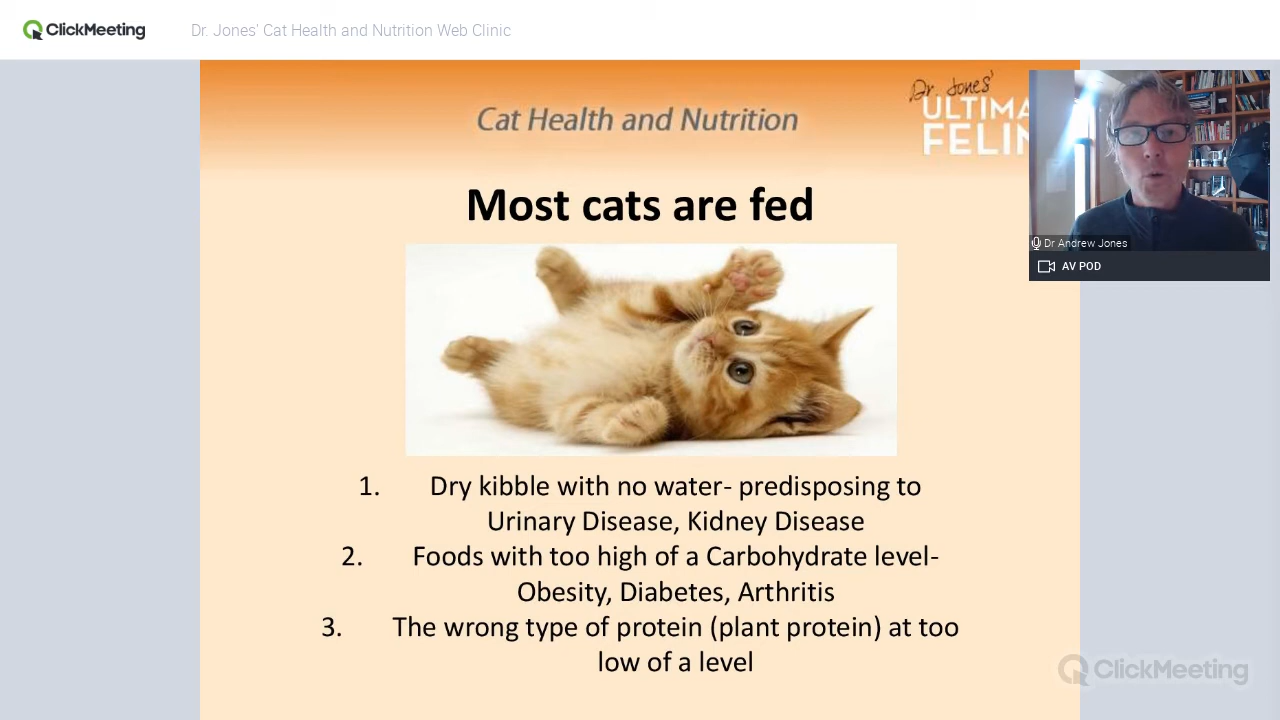 ClickMeeting
Dr. Jones' Cat Health and Nutrition Web Clinic
Dr. Jones'
Cat Health and Nutrition
ULTIMA
FELIN
Most cats are fed
Dr Andrew Jones
AV POD
1. Dry kibble with no water- predisposing to
Urinary Disease, Kidney Disease
2. Foods with too high of a Carbohydrate level-
Obesity, Diabetes, Arthritis
3. The wrong type of protein (plant protein) at too
low of a level
ClickMeeting